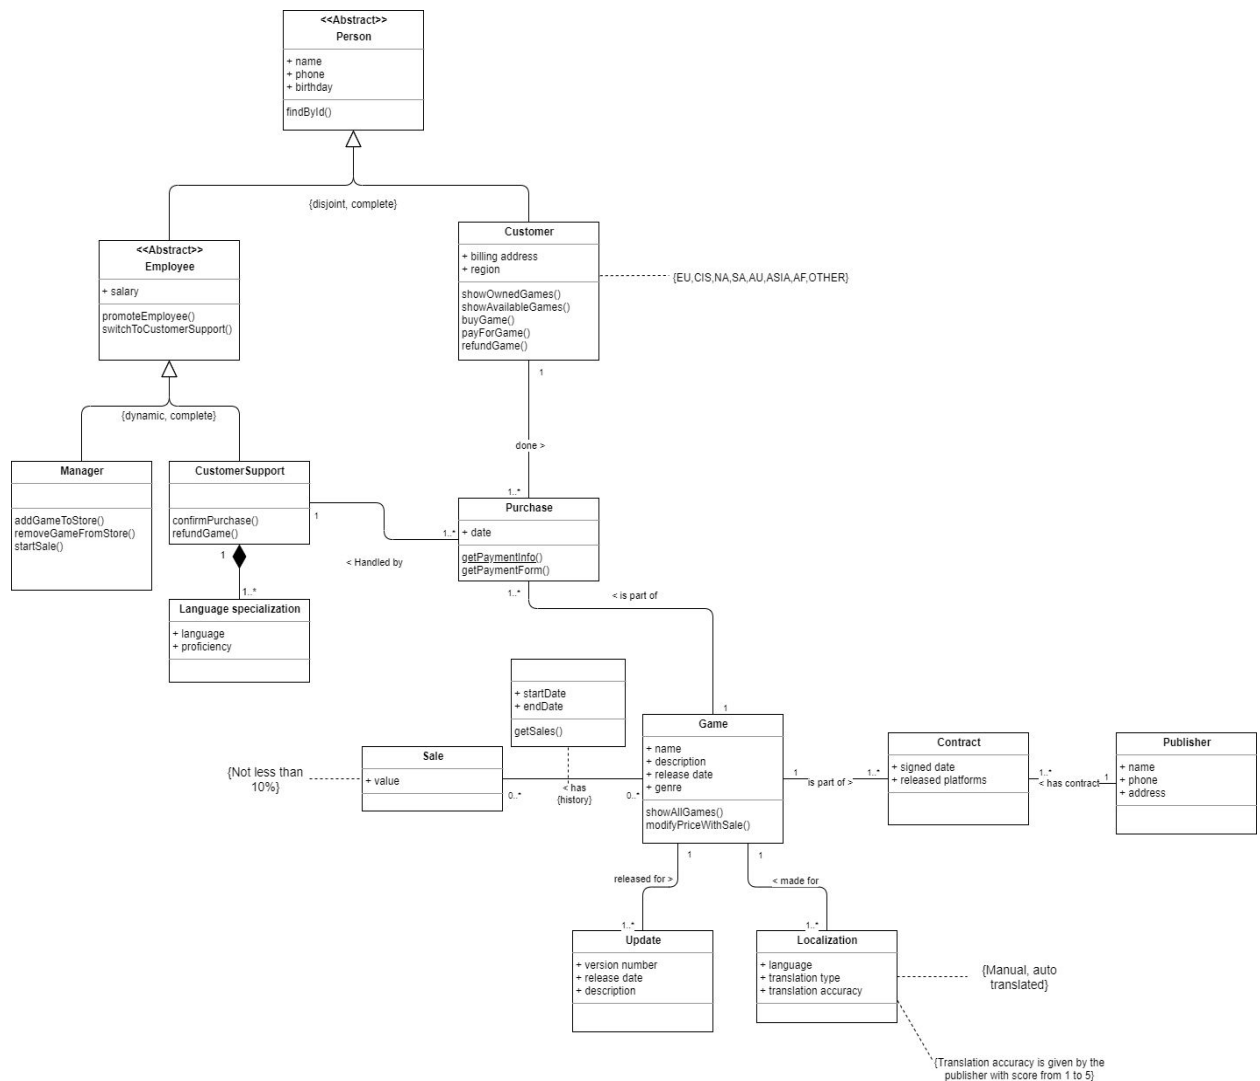 <<Abstract>>
Person
+ name
+ phone
+ birthday
findById()
{disjoint, complete}
<<Abstract>>
Employee
+ salary
promoteEmployee()
switchToCustomerSupport()
Customer
+ billing address
+ region
showOwnedGames()
showAvailableGames()
buyGame()
payForGame()
refundGame()
{EU,CIS,NA,SA,AU,ASIA,AF,OTHER}
1
done >
1..*
{dynamic, complete}
Manager
addGameToStore()
removeGameFromStore()
startSale()
CustomerSupport
confirmPurchase()
refundGame()
1
1..*
< Handled by
Purchase
+ date
getPaymentInfo()
getPaymentForm()
1
1..*
Language specialization
+ language
+ proficiency
1..*
< is part of
1
+ startDate
+ endDate
getSales()
{Not less than
10%}
Sale
+ value
0..*
< has
{history}
0..*
Game
+ name
+ description
+ release date
+ genre
showAllGames()
modifyPriceWithSale()
1
is part of >
1..*
Contract
+ signed date
+ released platforms
1..*
< has contract
1
Publisher
+ name
+ phone
+ address
1
released for >
1..*
1
< made for
1..*
Update
+ version number
+ release date
+ description
Localization
+ language
+ translation type
+ translation accuracy
{Manual, auto
translated}
{Translation accuracy is given by the
publisher with score from 1 to 5}